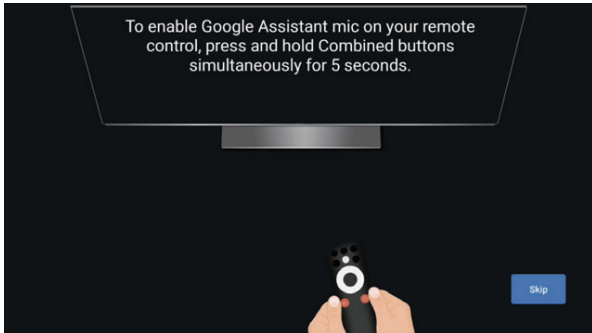 To enable Google Assistant mic on your remote
control, press and hold Combined buttons
simultaneously for 5 seconds.
Skip